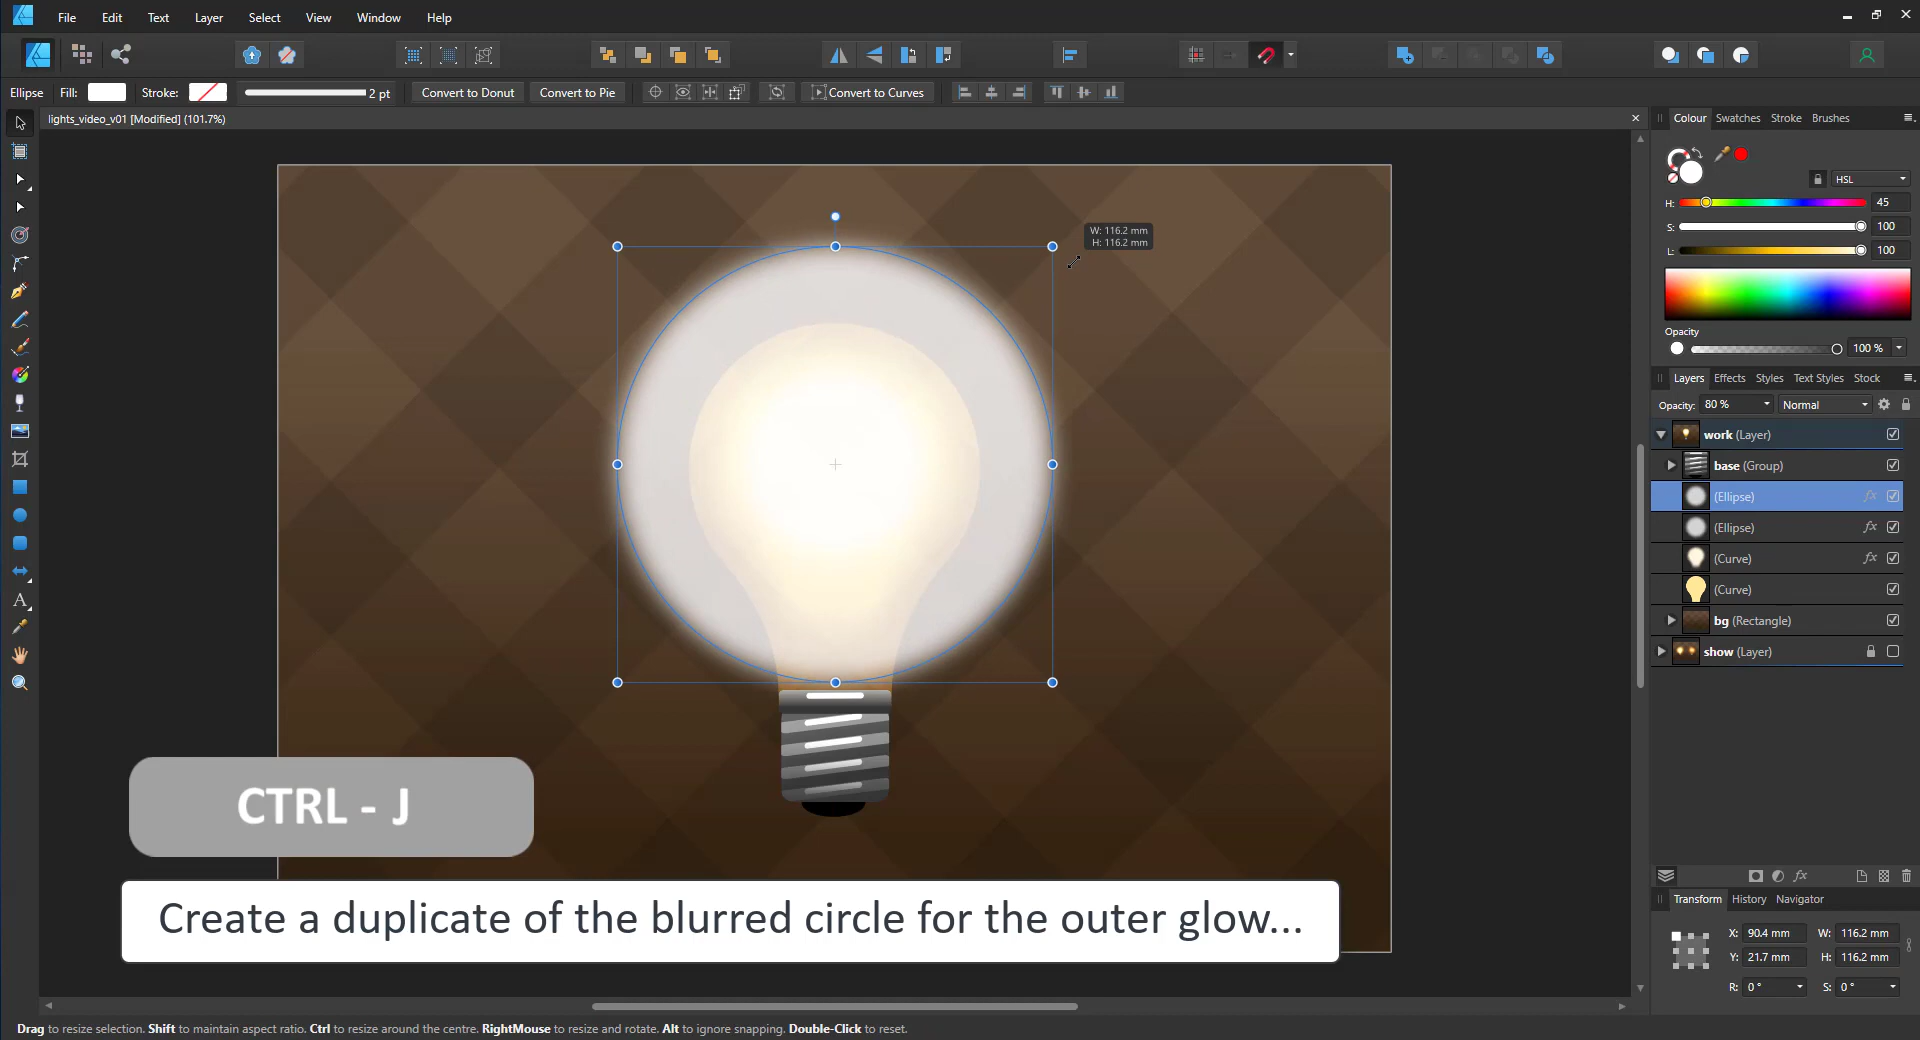 File Edit Text Layer Select View Window Help
Ellipse Fill: Stroke: 2 pt Convert to Donut Convert to Pie Convert to Curves
lights_video_v01 [Modified] (101.7%)
Colour Swatches Stroke Brushes
HSL
H: 45
S: 100
L: 100
Opacity
100 %
W: 116.2 mm
H: 116.2 mm
Layers Effects Styles Text Styles Stock
Opacity: 80 % Normal
work (Layer)
base (Group)
(Ellipse) fx
(Ellipse) fx
(Curve) fx
(Curve)
bg (Rectangle)
show (Layer)
fx
CTRL - J
Create a duplicate of the blurred circle for the outer glow...
Transform History Navigator
X: 90.4 mm W: 116.2 mm
Y: 21.7 mm H: 116.2 mm
R: 0 ° S: 0 °
Drag to resize selection. Shift to maintain aspect ratio. Ctrl to resize around the centre. RightMouse to resize and rotate. Alt to ignore snapping. Double-Click to reset.